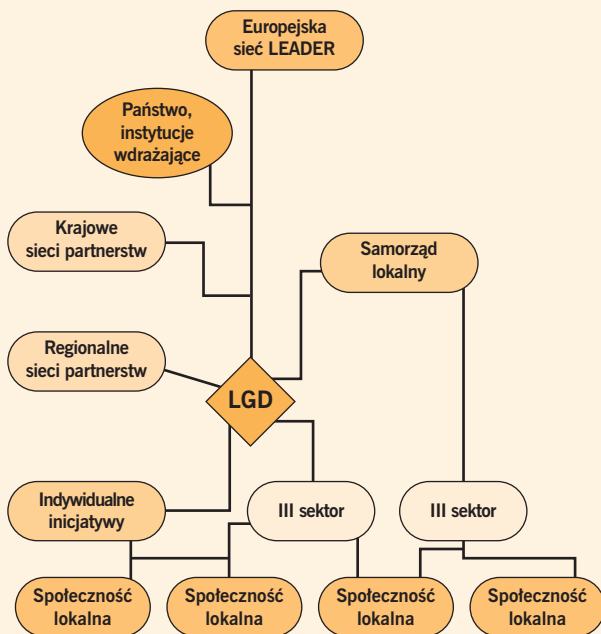 Europejska
sieć LEADER
Państwo,
instytucje
wdrażające
Krajowe
sieci partnerstw
Samorząd
lokalny
Regionalne
sieci partnerstw
LGD
Indywidualne
inicjatywy
III sektor
III sektor
Społeczność
lokalna
Społeczność
lokalna
Społeczność
lokalna
Społeczność
lokalna